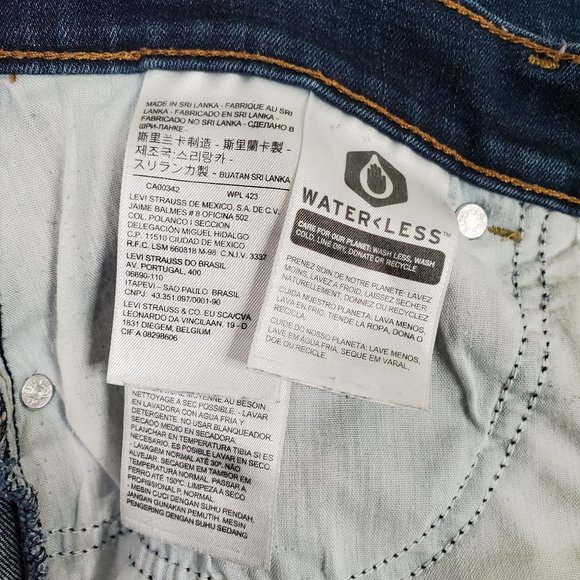 MADE IN SRI LANKA - FABRIQUE AU SRI
LANKA - FABRICADO EN SRI LANKA -
FABRICADO NO SRI LANKA - СДЕЛАНО В
ШРИ-ЛАНКЕ -
斯里兰卡制造 - 斯里蘭卡製
- 제조국:스리랑카 -
スリランカ製 - BUATAN SRI LANKA
CA00342 WPL 423
LEVI STRAUSS DE MEXICO, S.A. DE C.V.
JAIME BALMES # 8 OFICINA 502
COL. POLANCO I SECCION
DELEGACIÓN MIGUEL HIDALGO
C.P. 11510 CIUDAD DE MEXICO
R.F.C. LSM 660818 M-98 C.N.I.V. 3337
LEVI STRAUSS DO BRASIL
AV. PORTUGAL, 400
06690-110
ITAPEVI – SAO PAULO. BRASIL
CNPJ: 43.351.097/0001-90
LEVI STRAUSS & CO. EU SCA/CVA
LEONARDO DA VINCILAAN, 19 - D
1831 DIEGEM, BELGIUM
CIF A 08298606
WATER<LESS™
CARE FOR OUR PLANET: WASH LESS, WASH
COLD, LINE DRY, DONATE OR RECYCLE
PRENEZ SOIN DE NOTRE PLANETE: LAVEZ
MOINS, LAVEZ A FROID, LAISSEZ SECHER
NATURELLEMENT, DONNEZ OU RECYCLEZ
CUIDA NUESTRO PLANETA: LAVA MENOS,
LAVA EN FRIO, TIENDE LA ROPA, DONA O
RECICLA.
CUIDE DO NOSSO PLANETA: LAVE MENOS,
LAVE EM AGUA FRIA, SEQUE EM VARAL,
DOE OU RECICLE.
MOYENNE AU BESOIN
NETTOYAGE A SEC POSSIBLE. - LAVAR
EN LAVADORA CON AGUA FRIA CON
DETERGENTE. NO USAR BLANQUEADOR.
SECADO MEDIO EN SECADORA.
PLANCHAR EN TEMPERATURA TIBIA SI ES
NECESARIO. ES POSIBLE LAVAR EN SECO.
- LAVAGEM NORMAL ATÉ 30º. NÃO
ALVEJAR. SECAGEM EM TAMBOR EM
TEMPERATURA NORMAL. PASSAR A
FERRO ATÉ 150ºC. LIMPEZA A SECO
PROFISSIONAL P, NORMAL.
- MESIN CUCI DENGAN SUHU RENDAH.
JANGAN GUNAKAN PEMUTIH. MESIN
PENGERING DENGAN SUHU SEDANG